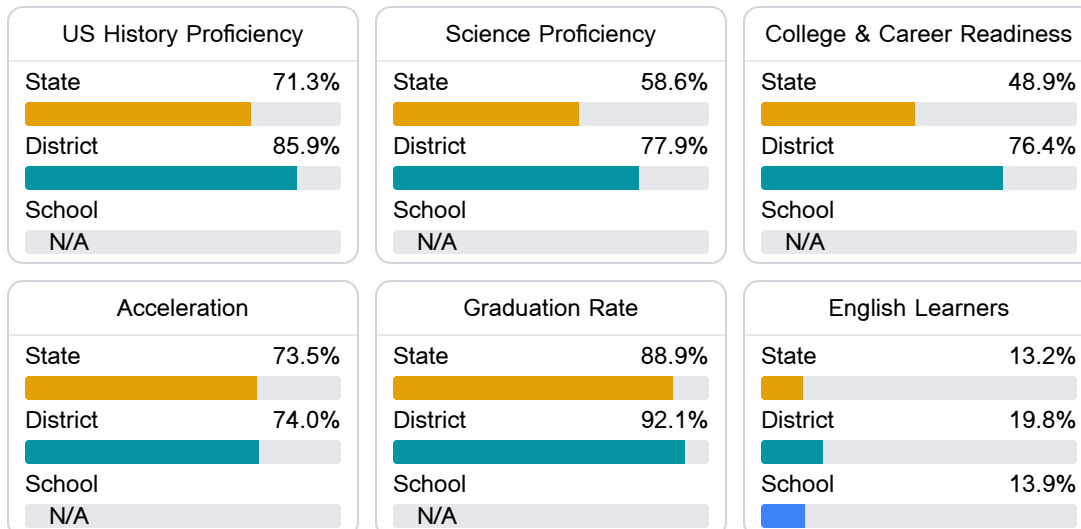 US History Proficiency
State 71.3%
District 85.9%
School
N/A
Science Proficiency
State 58.6%
District 77.9%
School
N/A
College & Career Readiness
State 48.9%
District 76.4%
School
N/A
Acceleration
State 73.5%
District 74.0%
School
N/A
Graduation Rate
State 88.9%
District 92.1%
School
N/A
English Learners
State 13.2%
District 19.8%
School 13.9%